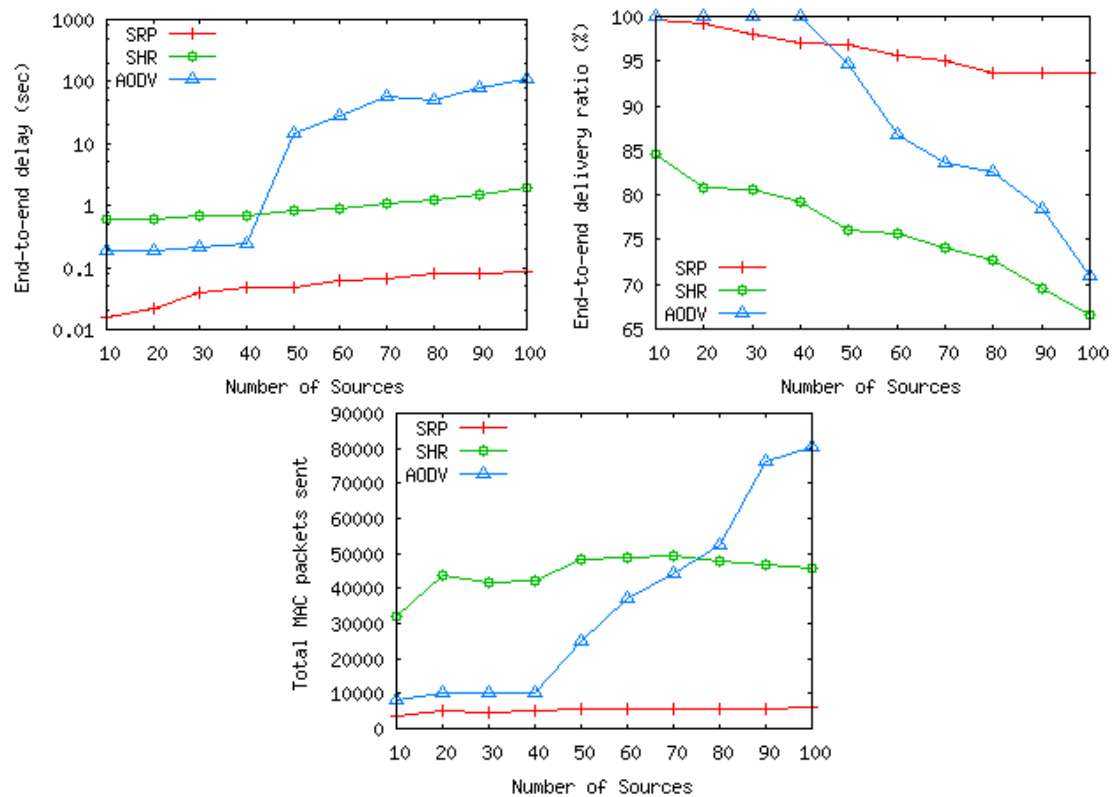 End-to-end delay (sec)
1000
100
10
1
0.1
0.01
SRP
SHR
AODV
10 20 30 40 50 60 70 80 90 100
Number of Sources
End-to-end delivery ratio (%)
100
95
90
85
80
75
70
65
SRP
SHR
AODV
10 20 30 40 50 60 70 80 90 100
Number of Sources
Total MAC packets sent
90000
80000
70000
60000
50000
40000
30000
20000
10000
0
SRP
SHR
AODV
10 20 30 40 50 60 70 80 90 100
Number of Sources